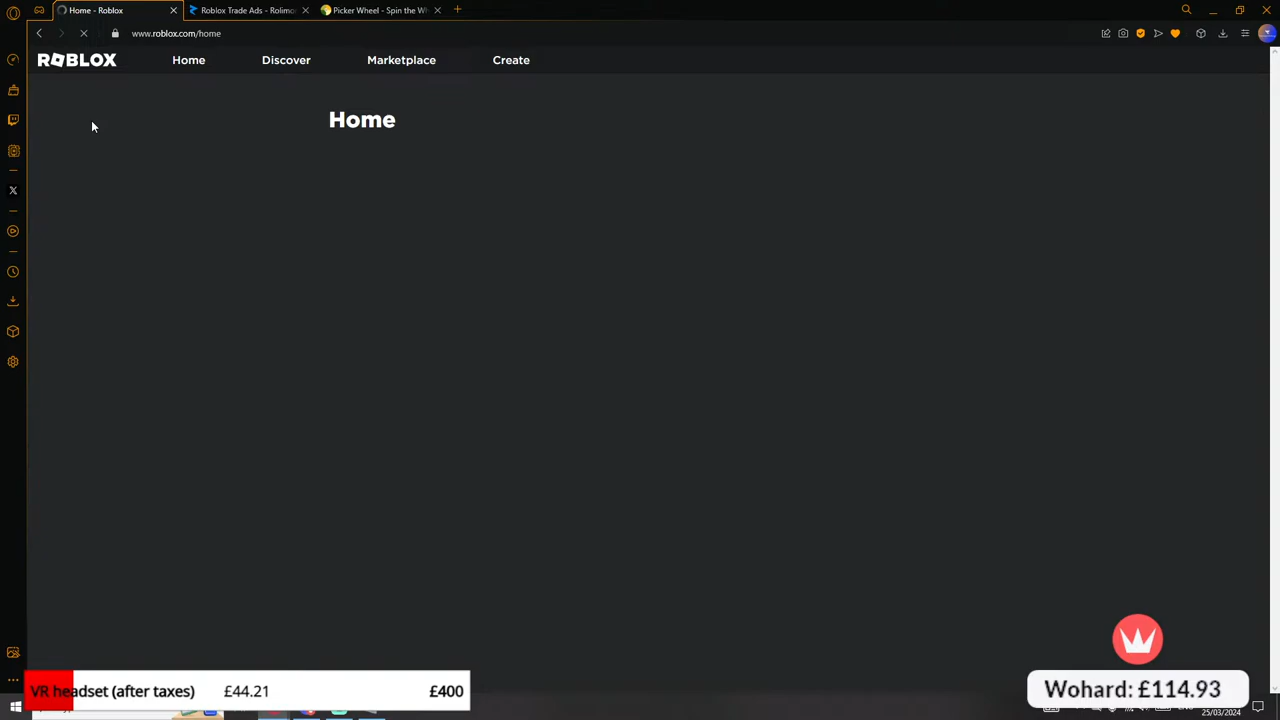 Home - Roblox
Roblox Trade Ads - Rolimo
Picker Wheel - Spin the Wh
www.roblox.com/home
ROBLOX
Home
Discover
Marketplace
Create
Home
VR headset (after taxes) £44.21 £400
Wohard: £114.93
25/03/2024